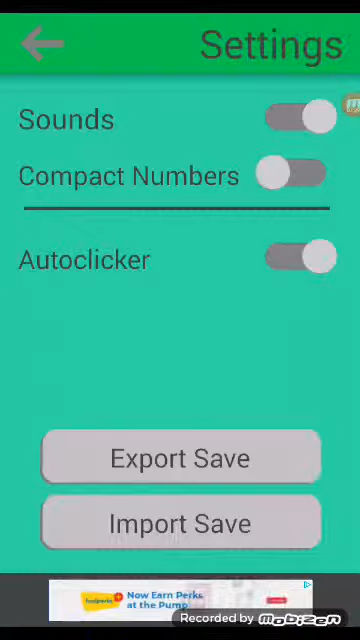 Settings
Sounds
Compact Numbers
Autoclicker
Export Save
Import Save
Now Earn Perks
at the Pump
Recorded by mobizen